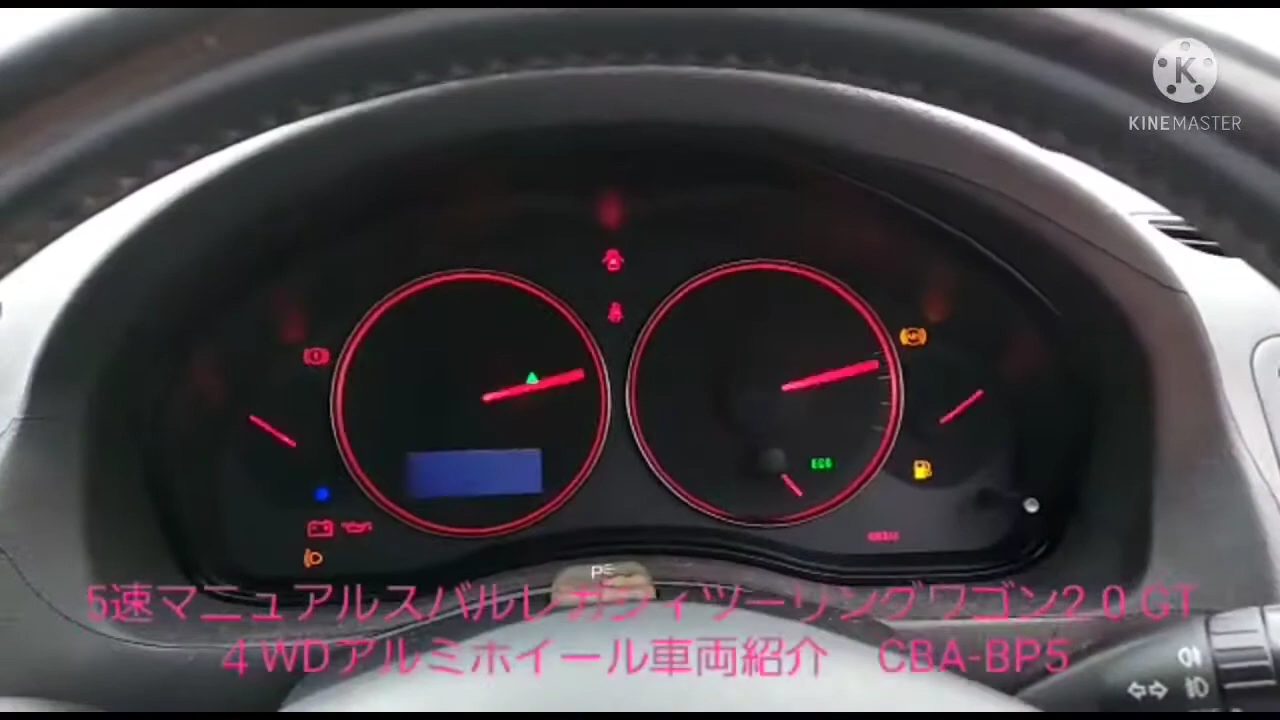 KINEMASTER
ECO
P
5速マニュアルスバルレガシィツーリングワゴン2.0 GT
４WDアルミホイール車両紹介　CBA-BP5